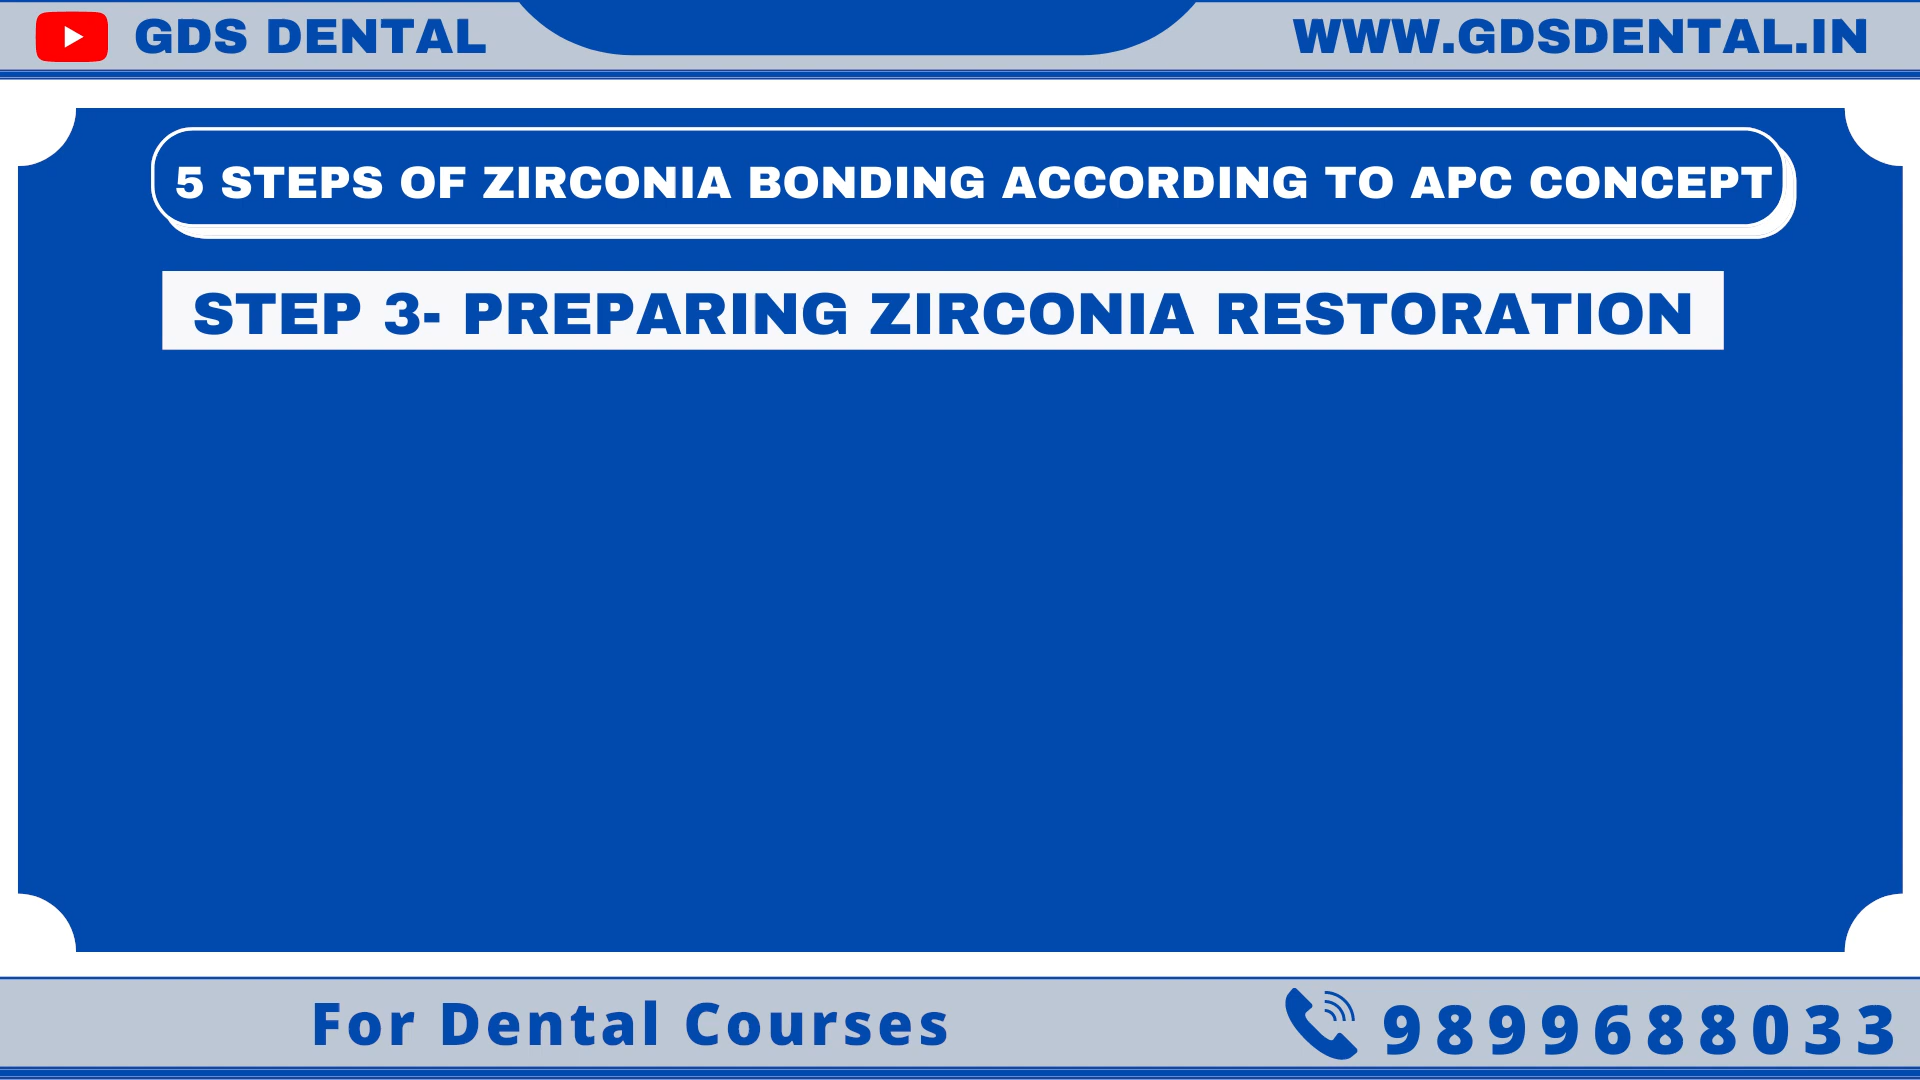 GDS DENTAL
WWW.GDSDENTAL.IN
5 STEPS OF ZIRCONIA BONDING ACCORDING TO APC CONCEPT
STEP 3- PREPARING ZIRCONIA RESTORATION
For Dental Courses
9899688033